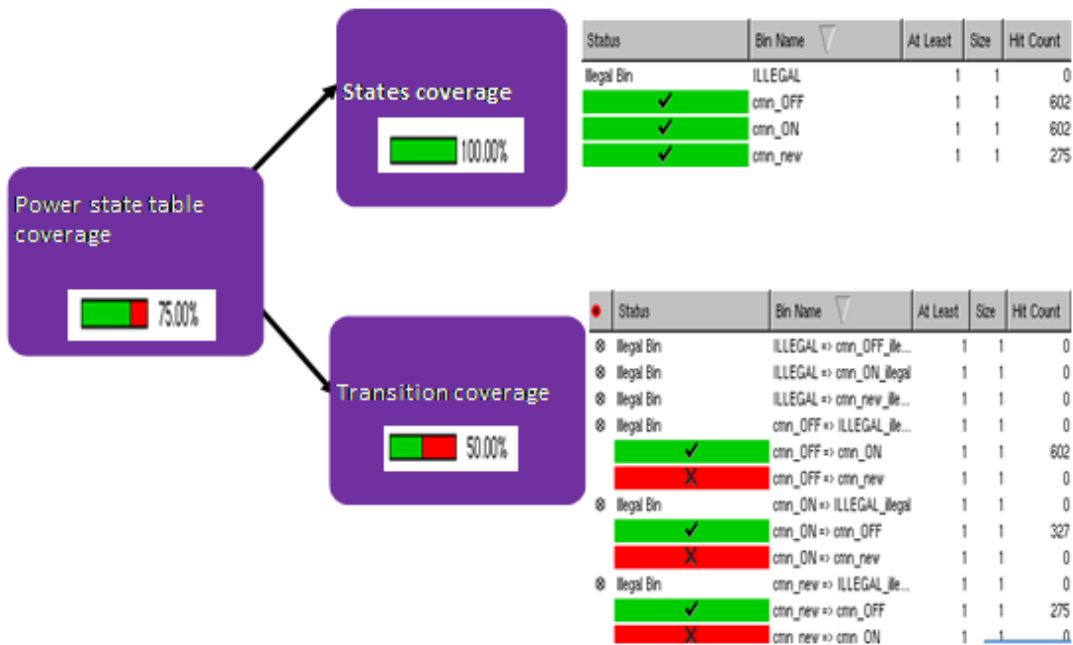 Power state table
coverage
75.00%
States coverage
100.00%
Transition coverage
50.00%
Status Bin Name At Least Size Hit Count
Illegal Bin ILLEGAL 1 1 0
✓ cmn_OFF 1 1 602
✓ cmn_ON 1 1 602
✓ cmn_new 1 1 275
Status Bin Name At Least Size Hit Count
Illegal Bin ILLEGAL => cmn_OFF_ille... 1 1 0
Illegal Bin ILLEGAL => cmn_ON_illegal 1 1 0
Illegal Bin ILLEGAL => cmn_new_ille... 1 1 0
Illegal Bin cmn_OFF => ILLEGAL_ille... 1 1 0
✓ cmn_OFF => cmn_ON 1 1 602
X cmn_OFF => cmn_new 1 1 0
Illegal Bin cmn_ON => ILLEGAL_illegal 1 1 0
✓ cmn_ON => cmn_OFF 1 1 327
X cmn_ON => cmn_new 1 1 0
Illegal Bin cmn_new => ILLEGAL_ille... 1 1 0
✓ cmn_new => cmn_OFF 1 1 275
X cmn_new => cmn_ON 1 1 0